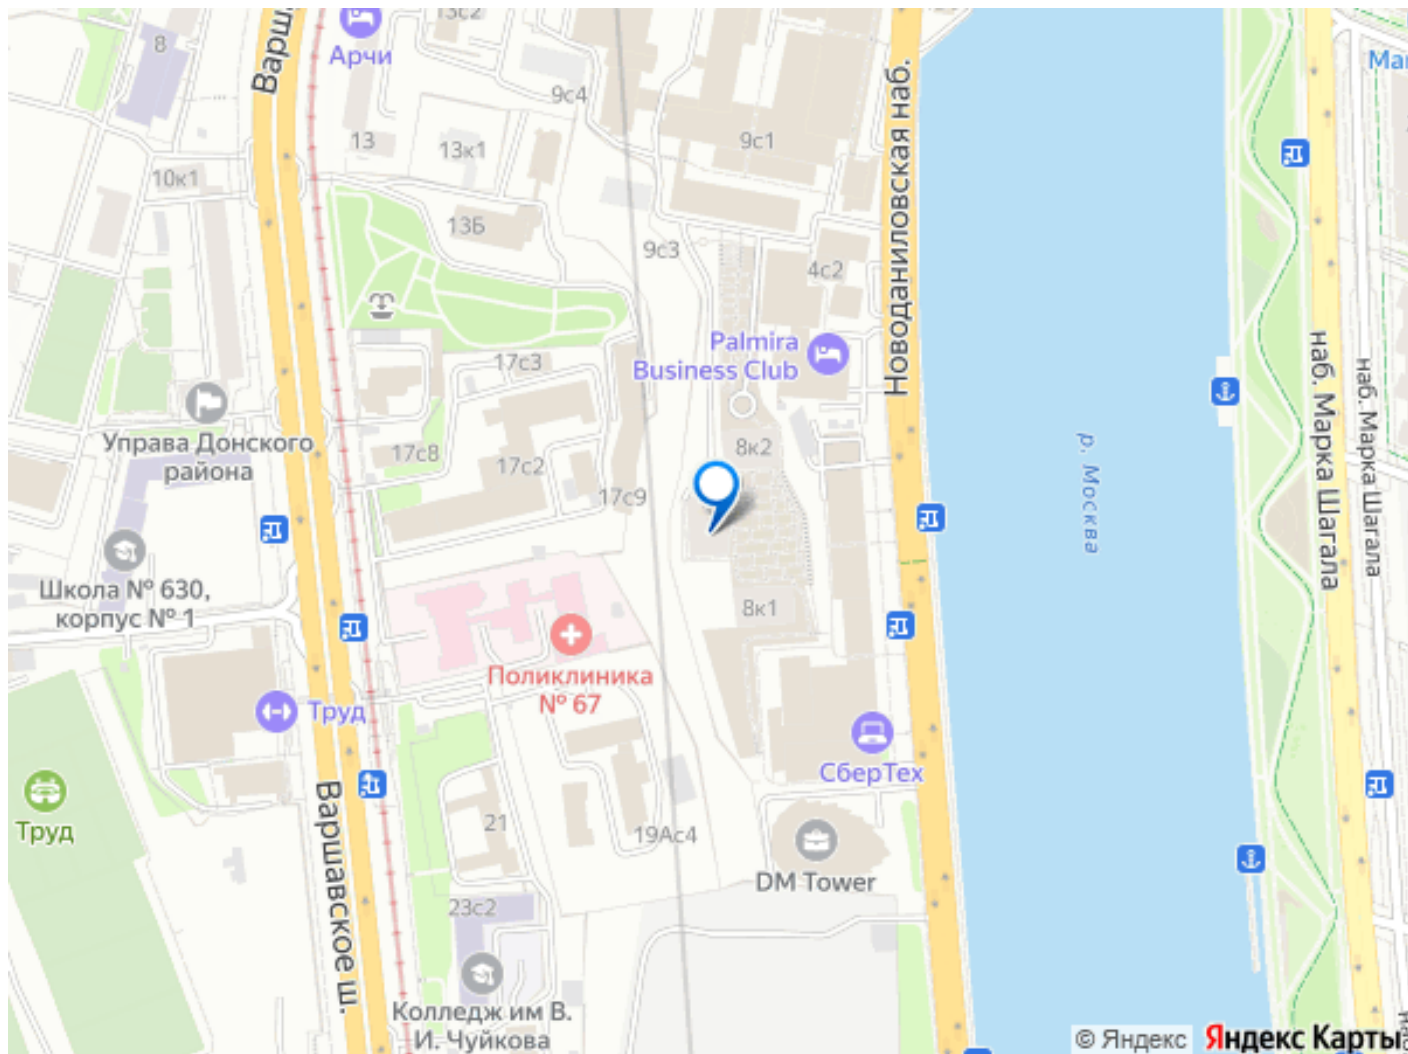 13с2
8
Арчи
Варш
9с4
Маг
13
13к1
9с1
10к1
Новоданиловская наб.
13Б
9с3
4с2
Palmira
Business Club
17с3
наб. Марка Шагала
наб. Марка Шагала
Управа Донского
района
17с8
17с2
8к2
р. Москва
17с9
Школа № 630,
корпус № 1
8к1
Поликлиника
№ 67
Труд
СберТех
Варшавское ш.
Труд
21
19Ас4
DM Tower
23с2
Колледж им В.
И. Чуйкова
© Яндекс
Яндекс Карты